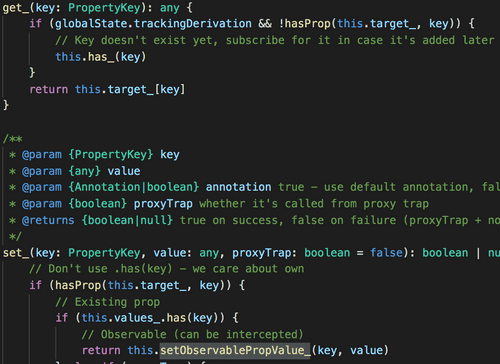 get_(key: PropertyKey): any {
if (globalState.trackingDerivation && !hasProp(this.target_, key)) {
// Key doesn't exist yet, subscribe for it in case it's added later
this.has_(key)
}
return this.target_[key]
}
/**
* @param {PropertyKey} key
* @param {any} value
* @param {Annotation|boolean} annotation true - use default annotation, fal
* @param {boolean} proxyTrap whether it's called from proxy trap
* @returns {boolean|null} true on success, false on failure (proxyTrap + no
*/
set_(key: PropertyKey, value: any, proxyTrap: boolean = false): boolean | nu
// Don't use .has(key) - we care about own
if (hasProp(this.target_, key)) {
// Existing prop
if (this.values_.has(key)) {
// Observable (can be intercepted)
return this.setObservablePropValue_(key, value)